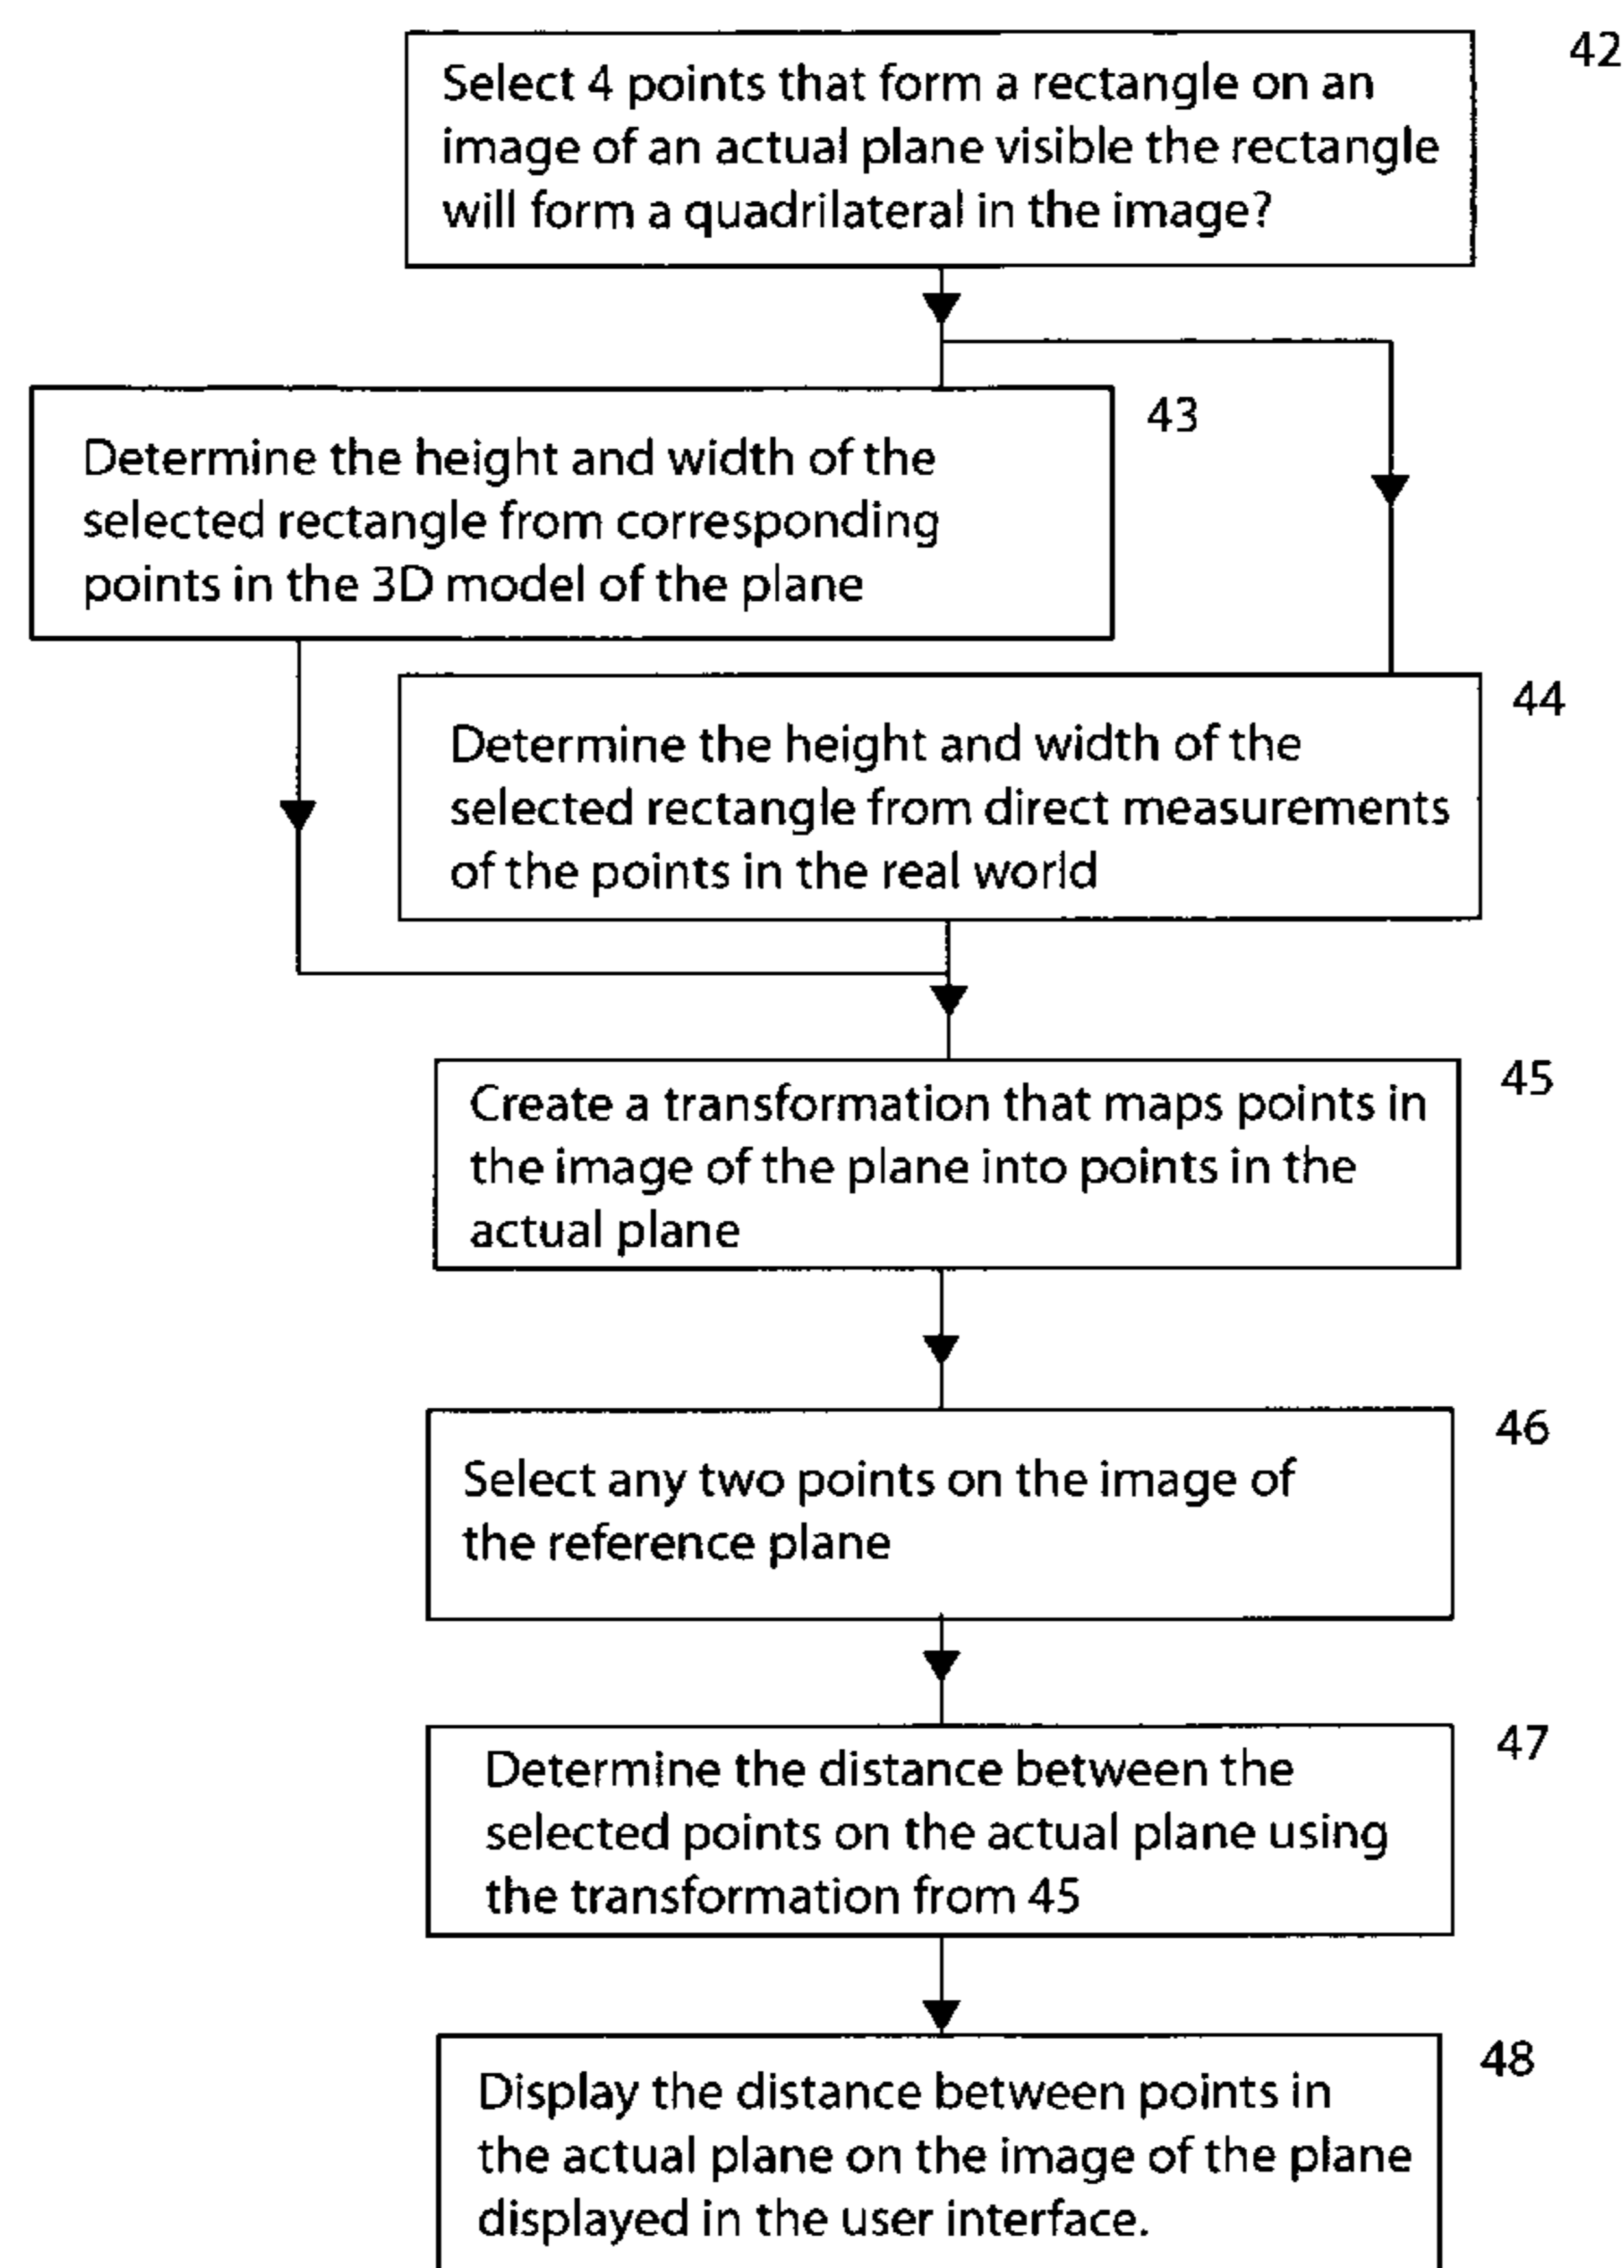 42
Select 4 points that form a rectangle on an
image of an actual plane visible the rectangle
will form a quadrilateral in the image?
43
Determine the height and width of the
selected rectangle from corresponding
points in the 3D model of the plane
44
Determine the height and width of the
selected rectangle from direct measurements
of the points in the real world
45
Create a transformation that maps points in
the image of the plane into points in the
actual plane
46
Select any two points on the image of
the reference plane
47
Determine the distance between the
selected points on the actual plane using
the transformation from 45
48
Display the distance between points in
the actual plane on the image of the plane
displayed in the user interface.